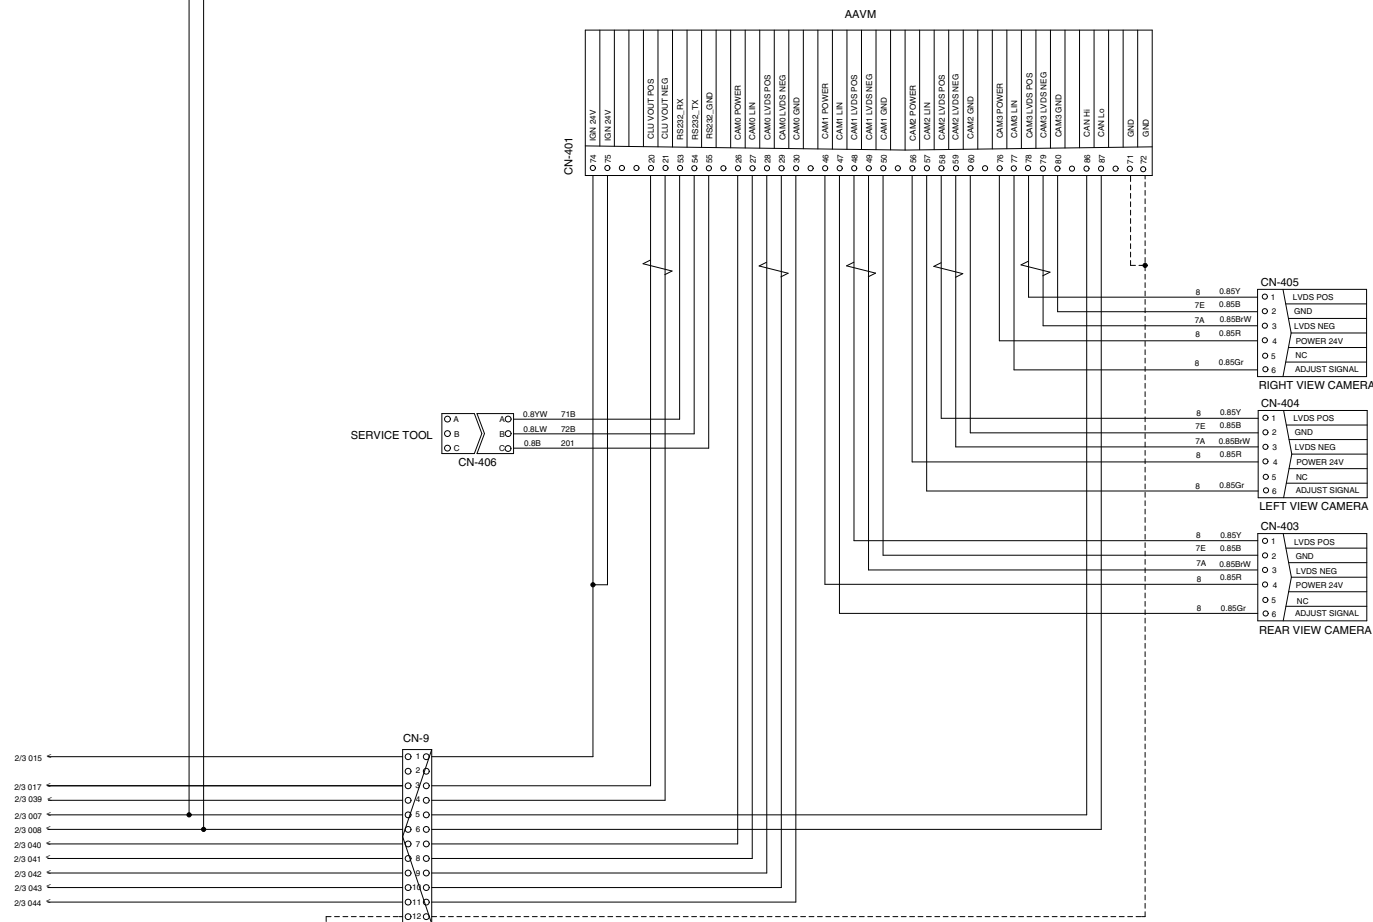 AAVM
CN-401
IGN 24V
IGN 24V
CLU VOUT POS
CLU VOUT NEG
RS232_RX
RS232_TX
RS232_GND
CAM0 POWER
CAM0 LIN
CAM0 LVDS POS
CAM0 LVDS NEG
CAM0 GND
CAM1 POWER
CAM1 LIN
CAM1 LVDS POS
CAM1 LVDS NEG
CAM1 GND
CAM2 POWER
CAM2 LIN
CAM2 LVDS POS
CAM2 LVDS NEG
CAM2 GND
CAM3 POWER
CAM3 LIN
CAM3 LVDS POS
CAM3 LVDS NEG
CAM3 GND
CAN Hi
CAN Lo
GND
GND
74 75 20 21 53 54 55 26 27 28 29 30 46 47 48 49 50 56 57 58 59 60 76 77 78 79 80 86 87 71 72
CN-405
8 0.85Y 1 LVDS POS
7E 0.85B 2 GND
7A 0.85BrW 3 LVDS NEG
8 0.85R 4 POWER 24V
5 NC
8 0.85Gr 6 ADJUST SIGNAL
RIGHT VIEW CAMERA
CN-404
8 0.85Y 1 LVDS POS
7E 0.85B 2 GND
7A 0.85BrW 3 LVDS NEG
8 0.85R 4 POWER 24V
5 NC
8 0.85Gr 6 ADJUST SIGNAL
LEFT VIEW CAMERA
SERVICE TOOL
A A 0.8YW 71B
B B 0.8LW 72B
C C 0.8B 201
CN-406
CN-403
8 0.85Y 1 LVDS POS
7E 0.85B 2 GND
7A 0.85BrW 3 LVDS NEG
8 0.85R 4 POWER 24V
5 NC
8 0.85Gr 6 ADJUST SIGNAL
REAR VIEW CAMERA
CN-9
2/3 015 1
2
2/3 017 3
2/3 039 4
2/3 007 5
2/3 008 6
2/3 040 7
2/3 041 8
2/3 042 9
2/3 043 10
2/3 044 11
12